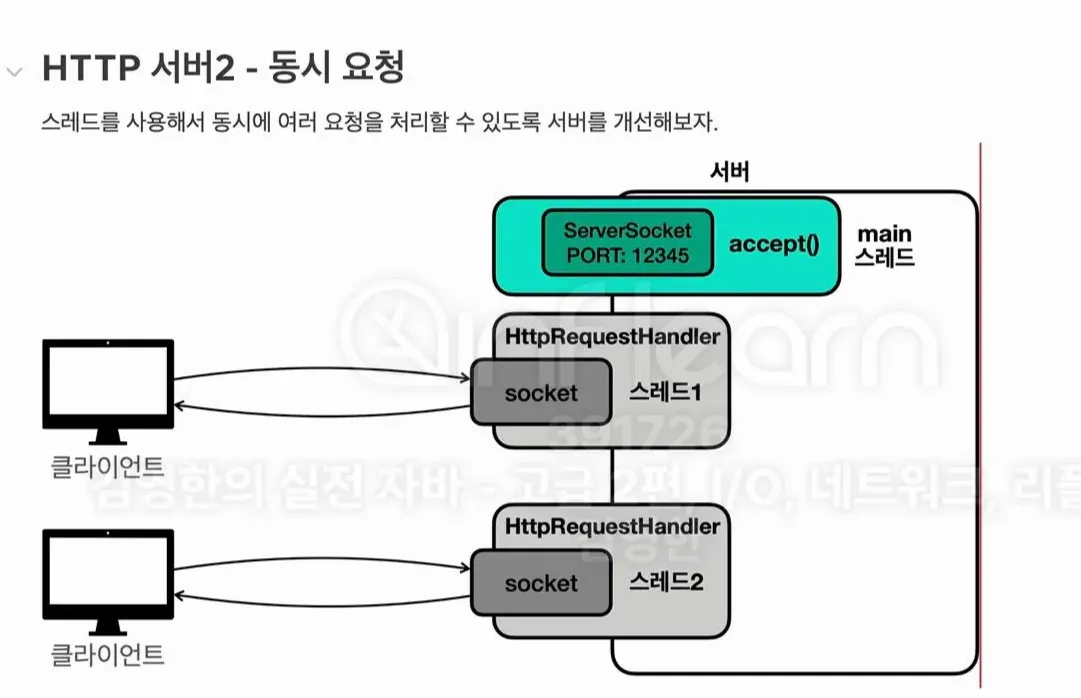 HTTP 서버2 - 동시 요청
스레드를 사용해서 동시에 여러 요청을 처리할 수 있도록 서버를 개선해보자.
서버
ServerSocket
PORT: 12345
accept()
main
스레드
inflearn
HttpRequestHandler
socket
스레드1
391726
클라이언트
김영한의 실전 자바 - 고급 2편, I/O, 네트워크, 리플
HttpRequestHandler
김영한
socket
스레드2
클라이언트